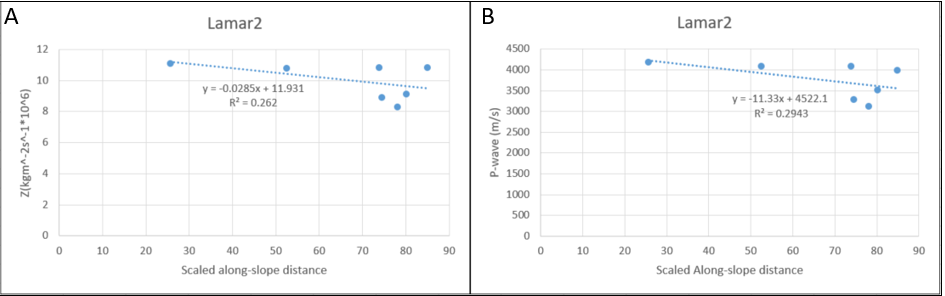 A
Lamar2
12
10
8
6
4
2
0
Z(kgm^-2s^-1*10^6)
y = -0.0285x + 11.931
R² = 0.262
0 10 20 30 40 50 60 70 80 90
Scaled along-slope distance
B
Lamar2
4500
4000
3500
3000
2500
2000
1500
1000
500
0
P-wave (m/s)
y = -11.33x + 4522.1
R² = 0.2943
0 10 20 30 40 50 60 70 80 90
Scaled Along-slope distance